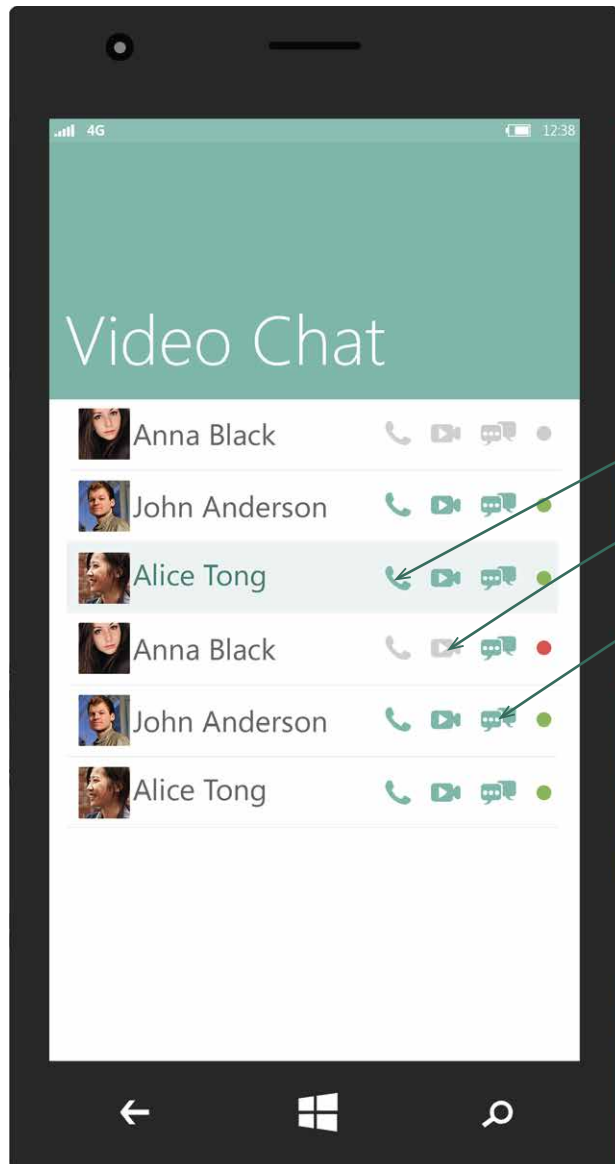 4G 12:38
Video Chat
Anna Black
John Anderson
Alice Tong
Anna Black
John Anderson
Alice Tong